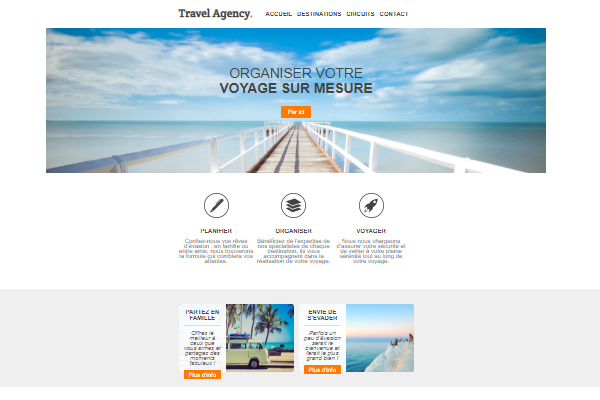 Travel Agency.
ACCUEIL DESTINATIONS CIRCUITS CONTACT
ORGANISER VOTRE
VOYAGE SUR MESURE
Par ici
PLANIFIER
Confiez-nous vos rêves
d'évasion , en famille ou
entre amis, nous trouverons
la formule qui comblera vos
attentes.
ORGANISER
Bénéficiez de l'expertise de
nos spécialistes de chaque
destination, ils vous
accompagnent dans la
réalisation de votre voyage.
VOYAGER
Nous nous chargeons
d'assurer votre sécurité et
de veiller à votre pleine
sérénité tout au long de
votre voyage.
PARTEZ EN
FAMILLE
Offrez le
meilleur à
ceux que
vous aimez et
partagez des
moments
fabuleux !
Plus d'info
ENVIE DE
S'EVADER
Parfois un
peu d'évasion
serait le
bienvenue et
ferait le plus
grand bien !
Plus d'info